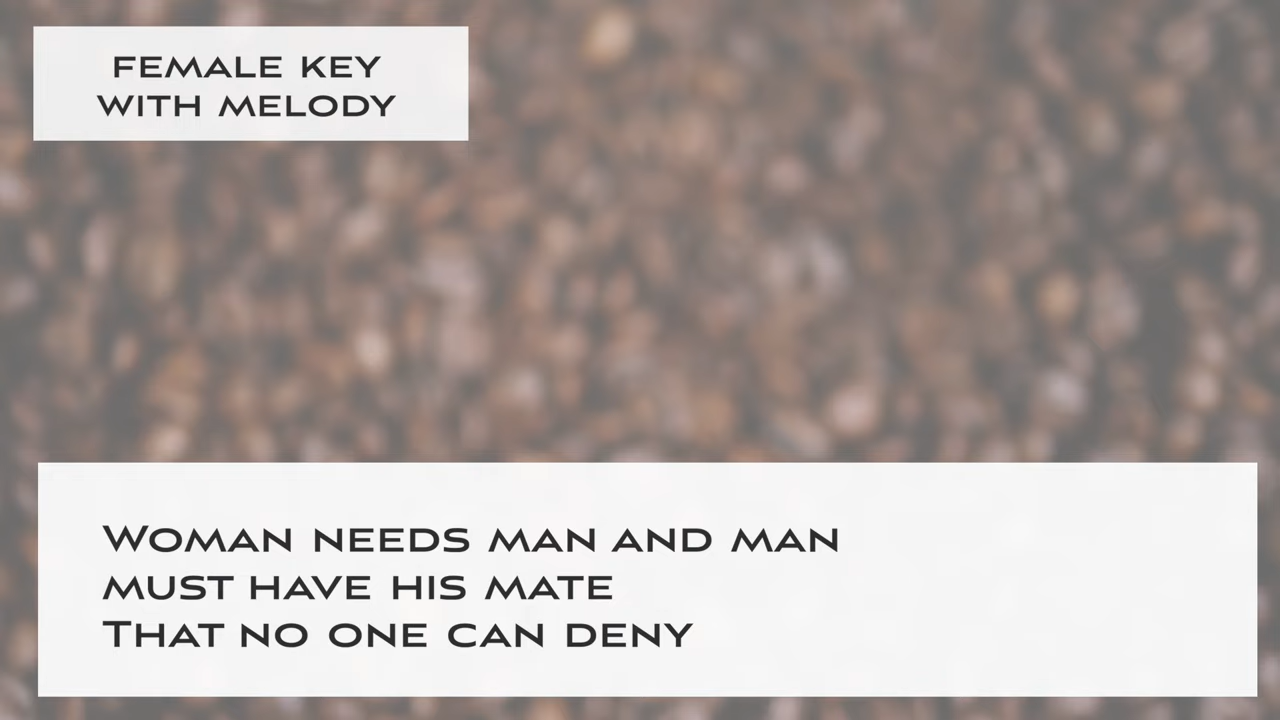 FEMALE KEY
WITH MELODY
WOMAN NEEDS MAN AND MAN
MUST HAVE HIS MATE
THAT NO ONE CAN DENY